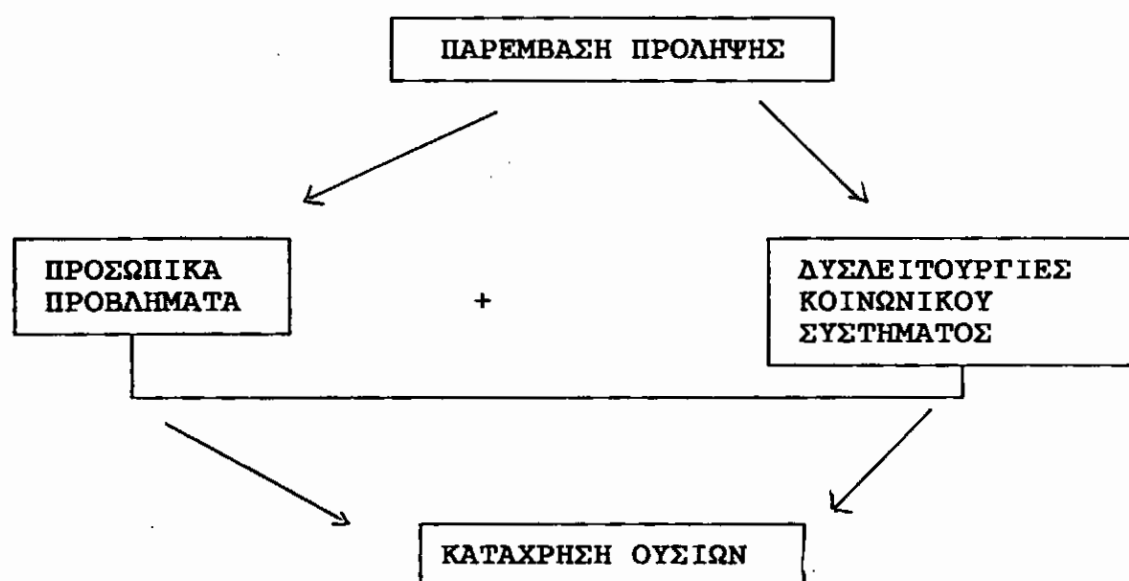 ΠΑΡΕΜΒΑΣΗ ΠΡΟΛΗΨΗΣ
ΠΡΟΣΩΠΙΚΑ
ΠΡΟΒΛΗΜΑΤΑ
+
ΔΥΣΛΕΙΤΟΥΡΓΙΕΣ
ΚΟΙΝΩΝΙΚΟΥ
ΣΥΣΤΗΜΑΤΟΣ
ΚΑΤΑΧΡΗΣΗ ΟΥΣΙΩΝ